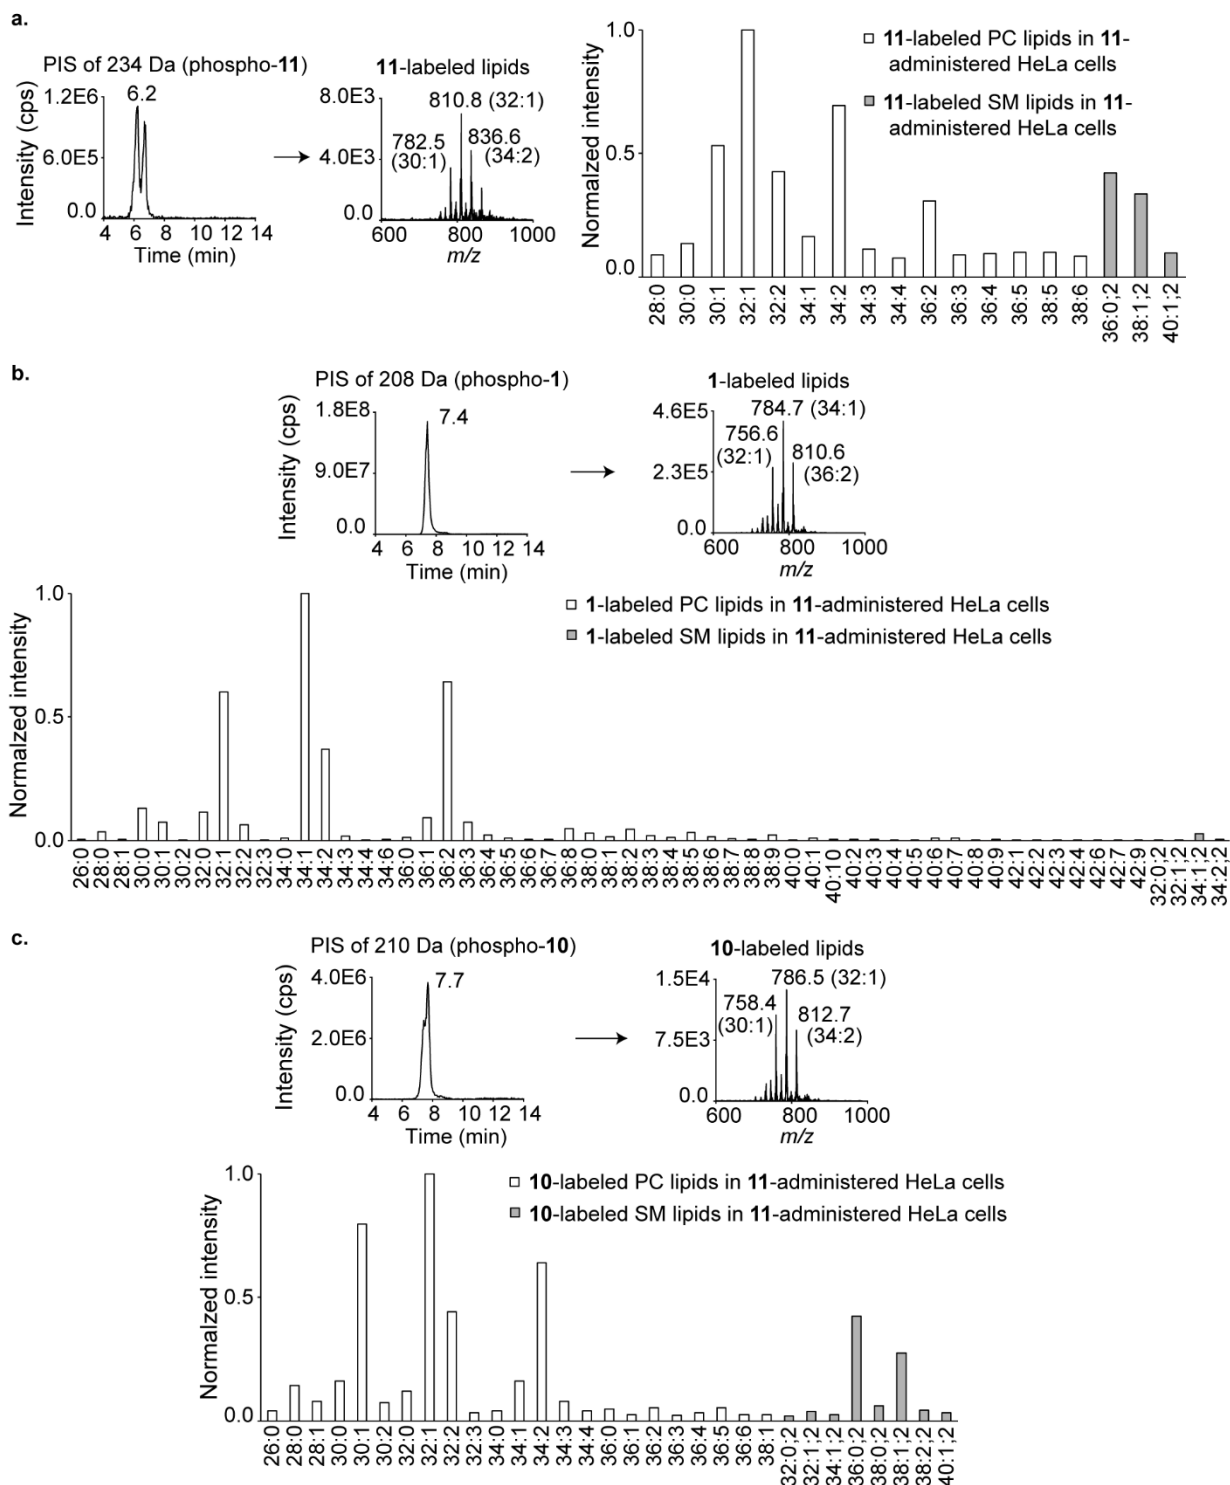 a.
PIS of 234 Da (phospho-11)
11-labeled lipids
Intensity (cps)
1.2E6
6.0E5
0.0
6.2
4 6 8 10 12 14
Time (min)
8.0E3
4.0E3
0.0
810.8 (32:1)
782.5
(30:1)
836.6
(34:2)
600 800 1000
m/z
Normalzed intensity
1.0
0.5
0.0
11-labeled PC lipids in 11-
administered HeLa cells
11-labeled SM lipids in 11-
administered HeLa cells
28:0 30:0 30:1 32:1 32:2 34:1 34:2 34:3 34:4 36:2 36:3 36:4 36:5 38:5 38:6 36:0;2 38:1;2 40:1;2
b.
PIS of 208 Da (phospho-1)
1-labeled lipids
Intensity (cps)
1.8E8
9.0E7
0.0
7.4
4 6 8 10 12 14
Time (min)
4.6E5
2.3E5
0.0
784.7 (34:1)
756.6
(32:1)
810.6
(36:2)
600 800 1000
m/z
Normalzed intensity
1.0
0.5
0.0
1-labeled PC lipids in 11-administered HeLa cells
1-labeled SM lipids in 11-administered HeLa cells
26:0 28:0 28:1 30:0 30:1 30:2 32:0 32:1 32:2 32:3 34:0 34:1 34:2 34:3 34:4 34:6 36:0 36:1 36:2 36:3 36:4 36:5 36:6 36:7 36:8 38:0 38:1 38:2 38:3 38:4 38:5 38:6 38:7 38:8 38:9 40:0 40:1 40:10 40:2 40:3 40:4 40:5 40:6 40:7 40:8 40:9 42:1 42:2 42:3 42:4 42:6 42:7 42:9 32:0;2 32:1;2 34:1;2 34:2;2
c.
PIS of 210 Da (phospho-10)
10-labeled lipids
Intensity (cps)
4.0E6
2.0E6
0.0
7.7
4 6 8 10 12 14
Time (min)
1.5E4
7.5E3
0.0
786.5 (32:1)
758.4
(30:1)
812.7
(34:2)
600 800 1000
m/z
Normalzed intensity
1.0
0.5
0.0
10-labeled PC lipids in 11-administered HeLa cells
10-labeled SM lipids in 11-administered HeLa cells
26:0 28:0 28:1 30:0 30:1 30:2 32:0 32:1 32:2 32:3 34:0 34:1 34:2 34:3 34:4 36:0 36:1 36:2 36:3 36:4 36:5 36:6 38:1 32:0;2 32:1;2 34:1;2 36:0;2 38:0;2 38:1;2 38:2;2 40:1;2